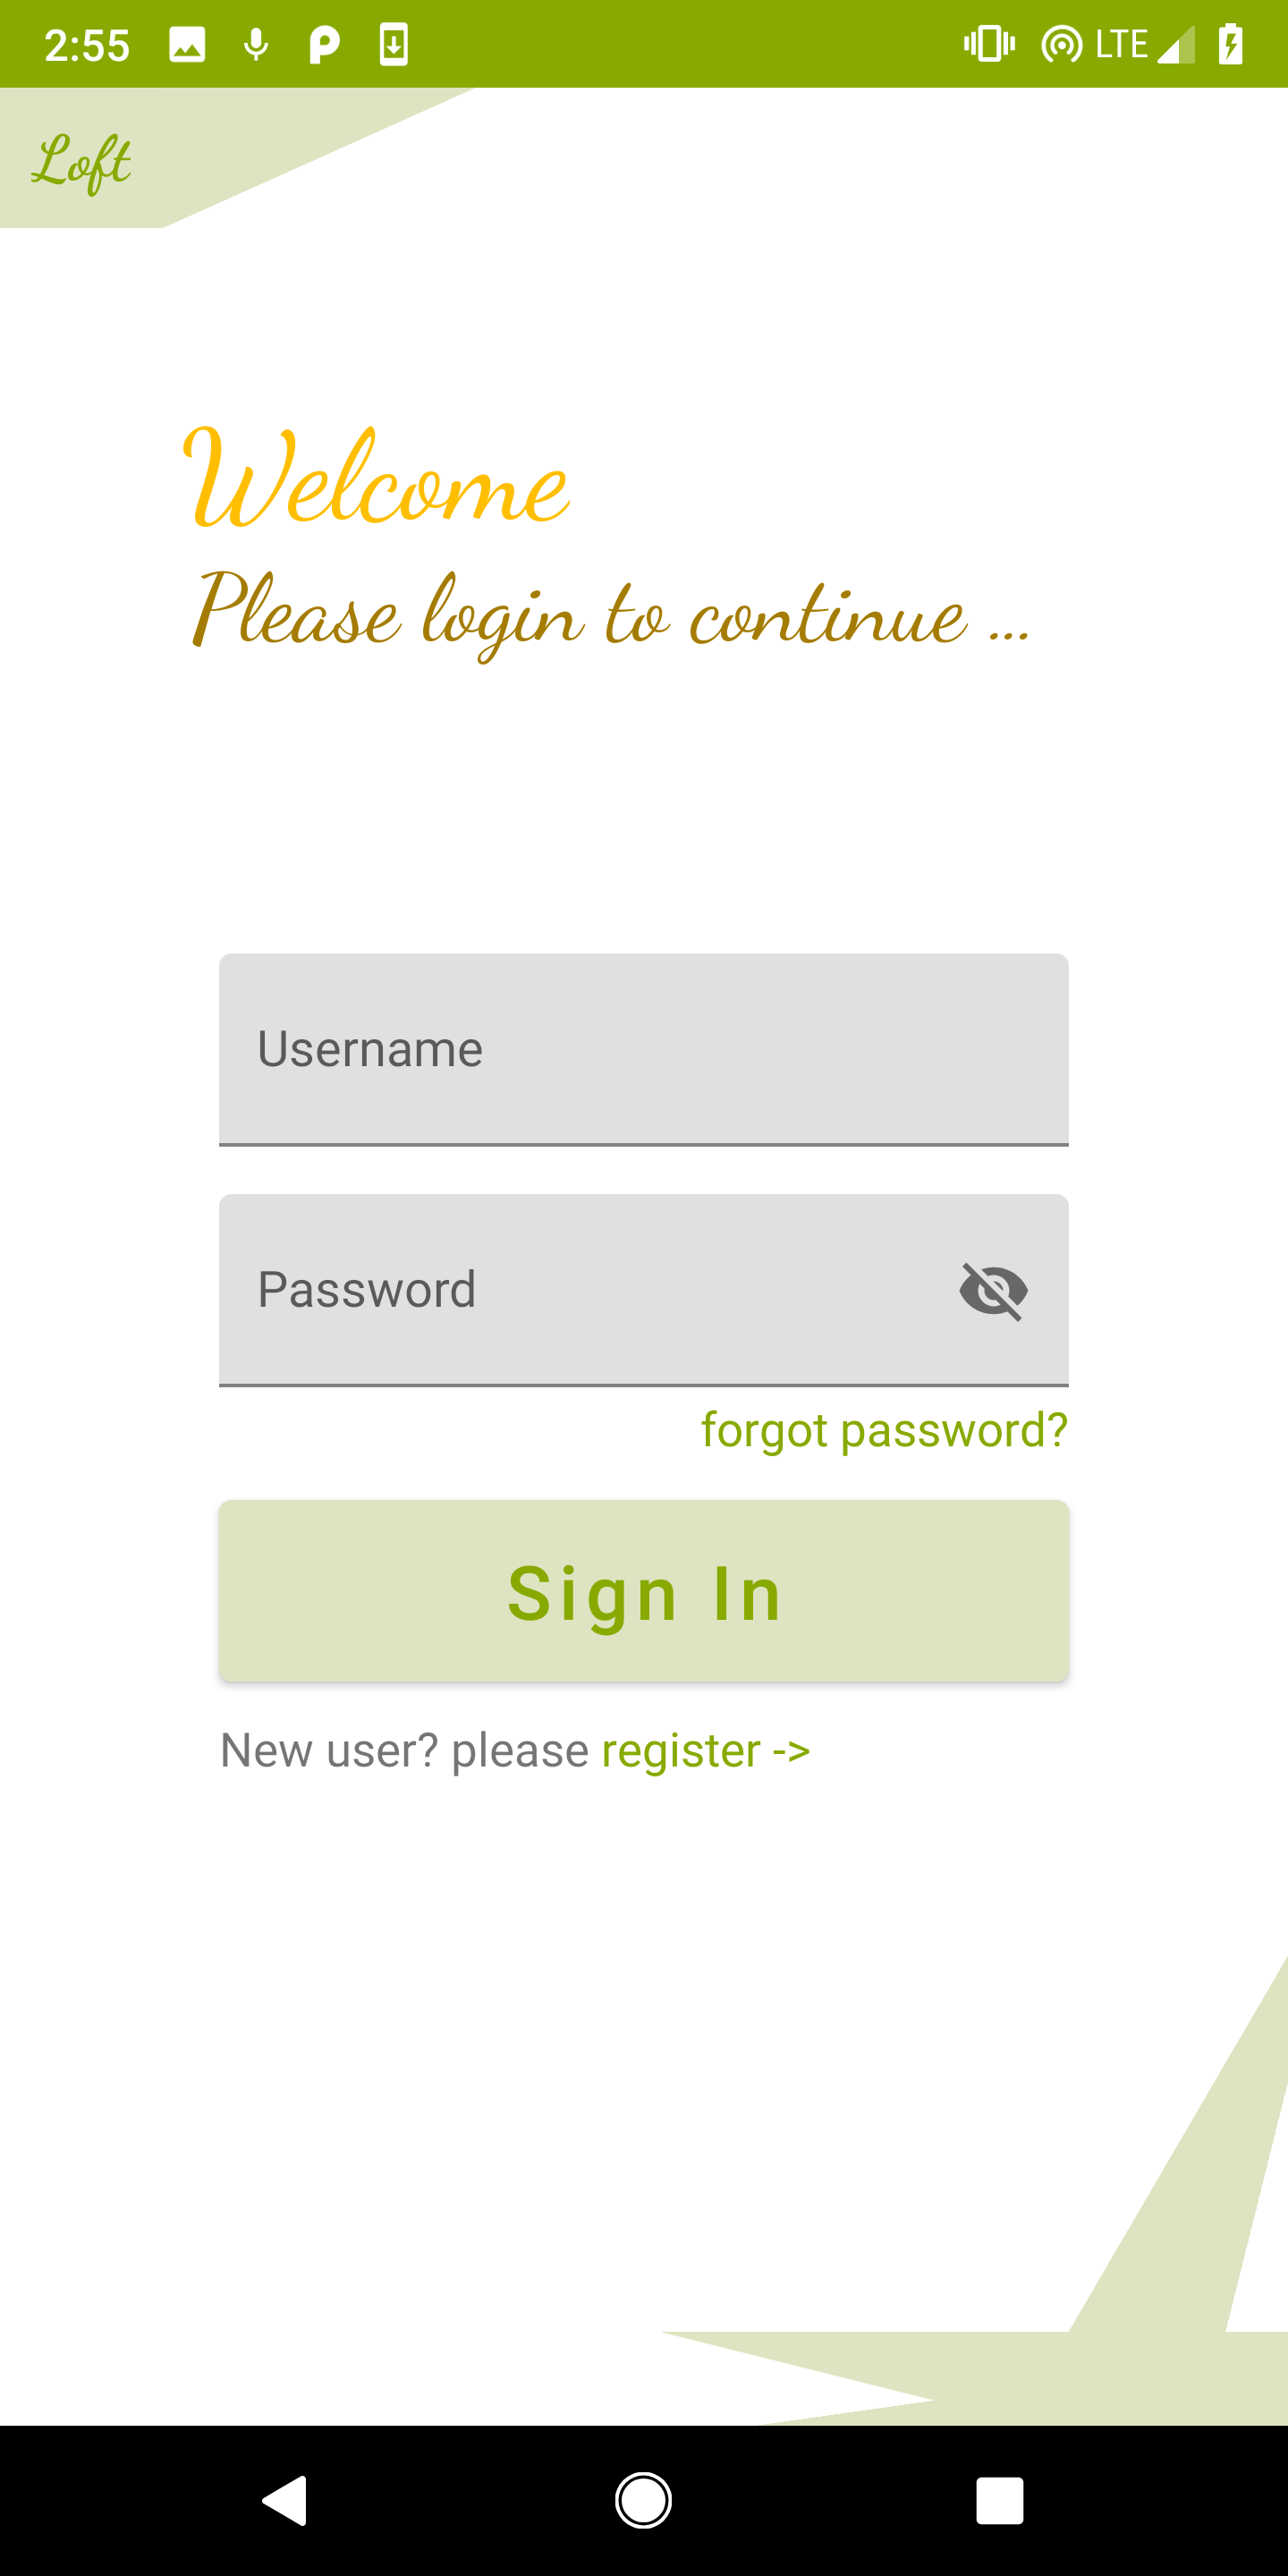 2:55 LTE
Loft
Welcome
Please login to continue ...
Username
Password
forgot password?
Sign In
New user? please register ->